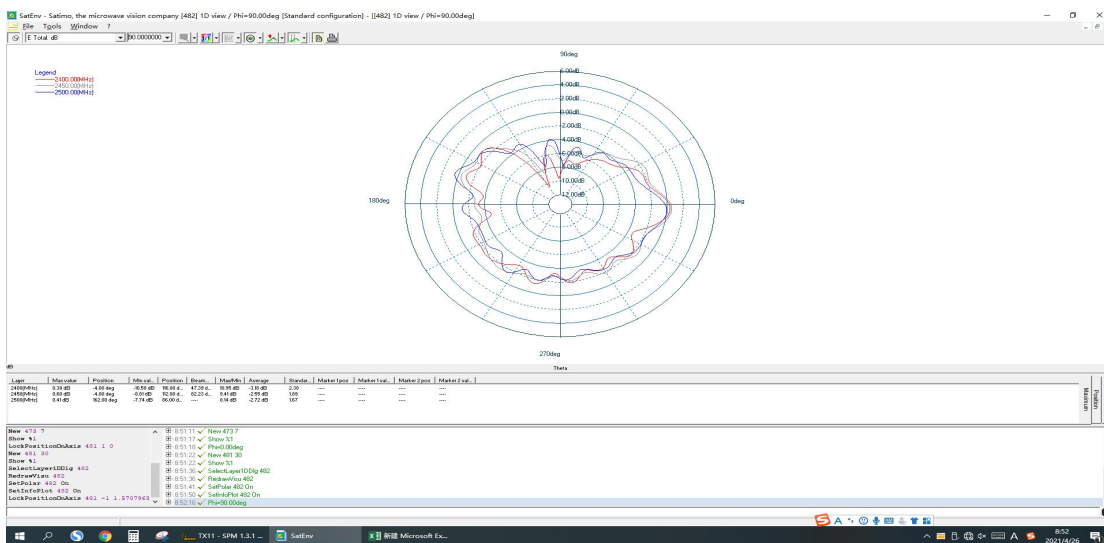 SatEnv - Satimo, the microwave vision company [482] 1D view / Phi=90.00deg [Standard configuration] - [[482] 1D view / Phi=90.00deg]
File Tools Window ?
E Total. dB 90.0000000
90deg
Legend
2400.00(MHz)
2450.00(MHz)
2500.00(MHz)
6.00dB
4.00dB
2.00dB
0.00dB
-2.00dB
-4.00dB
-6.00dB
-8.00dB
-10.00dB
-12.00dB
180deg
0deg
270deg
dB
Theta
Layer Max value Position Min val... Position Beam... Max/Min Average Standar... Marker 1 pos Marker 1 val... Marker 2 pos Marker 2 val...
2400(MHz) 0.38 dB -4.00 deg -10.58 dB 116.00 d... 47.39 d... 10.95 dB -3.10 dB 2.30 ---- ---- ---- ----
2450(MHz) 0.60 dB -4.00 deg -8.81 dB 112.00 d... 82.23 d... 9.41 dB -2.55 dB 1.89 ---- ---- ---- ----
2500(MHz) 0.41 dB 162.00 deg -7.74 dB 86.00 d... ---- 8.14 dB -2.72 dB 1.67 ---- ---- ---- ----
Position
Maximum
New 473 7
Show %1
LockPositionOnAxis 481 1 0
New 481 30
Show %1
SelectLayer1DDlg 482
RedrawVisu 482
SetPolar 482 On
SetInfoPlot 482 On
LockPositionOnAxis 481 -1 1.5707963
8:51:11 New 473 7
8:51:17 Show %1
8:51:18 Phi=0.00deg
8:51:22 New 481 30
8:51:22 Show %1
8:51:36 SelectLayer1DDlg 482
8:51:36 RedrawVisu 482
8:51:41 SetPolar 482 On
8:51:50 SetInfoPlot 482 On
8:52:16 Phi=90.00deg
TX11 - SPM 1.3.1 ...
SatEnv
新建 Microsoft Ex...
A
8:52
2021/4/26